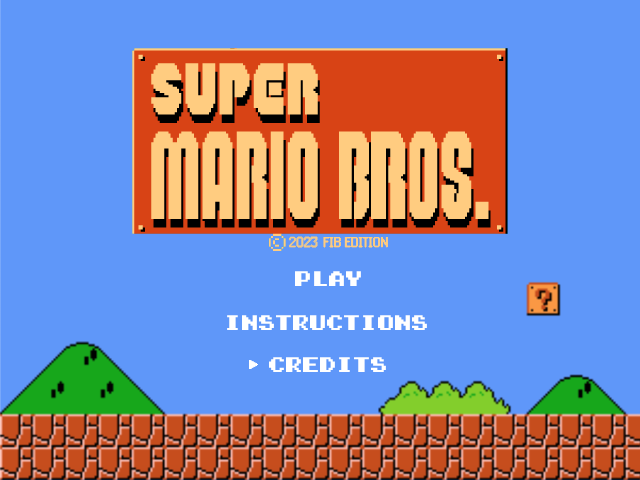 SUPER
MARIO BROS.
© 2023 FIB EDITION
PLAY
?
INSTRUCTIONS
CREDITS